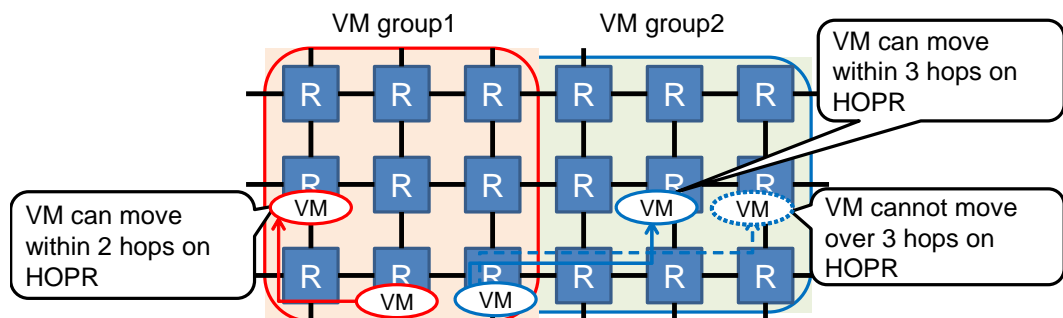 VM group1
VM group2
VM can move
within 3 hops on
HOPR
R R R R R R
R R R R R R
VM VM VM
VM can move
within 2 hops on
HOPR
VM cannot move
over 3 hops on
HOPR
R R R R R R
VM VM